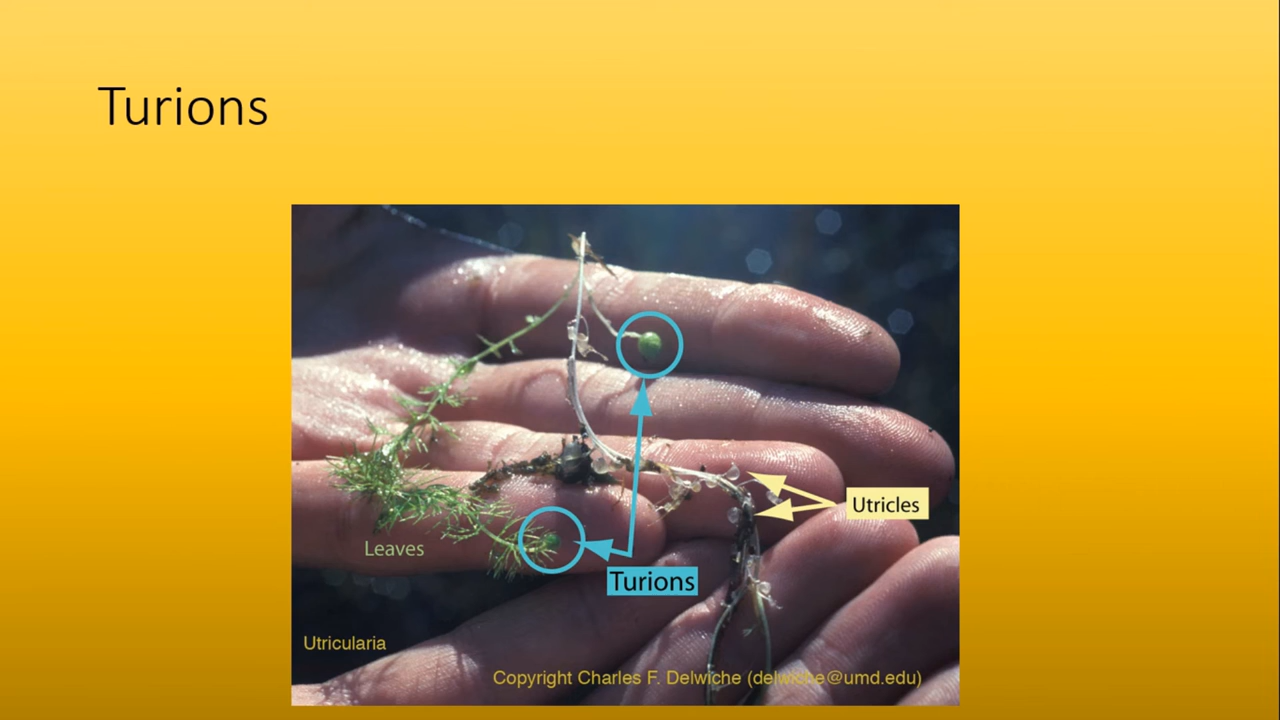 Turions
Utricles
Leaves
Turions
Utricularia
Copyright Charles F. Delwiche (delwiche@umd.edu)